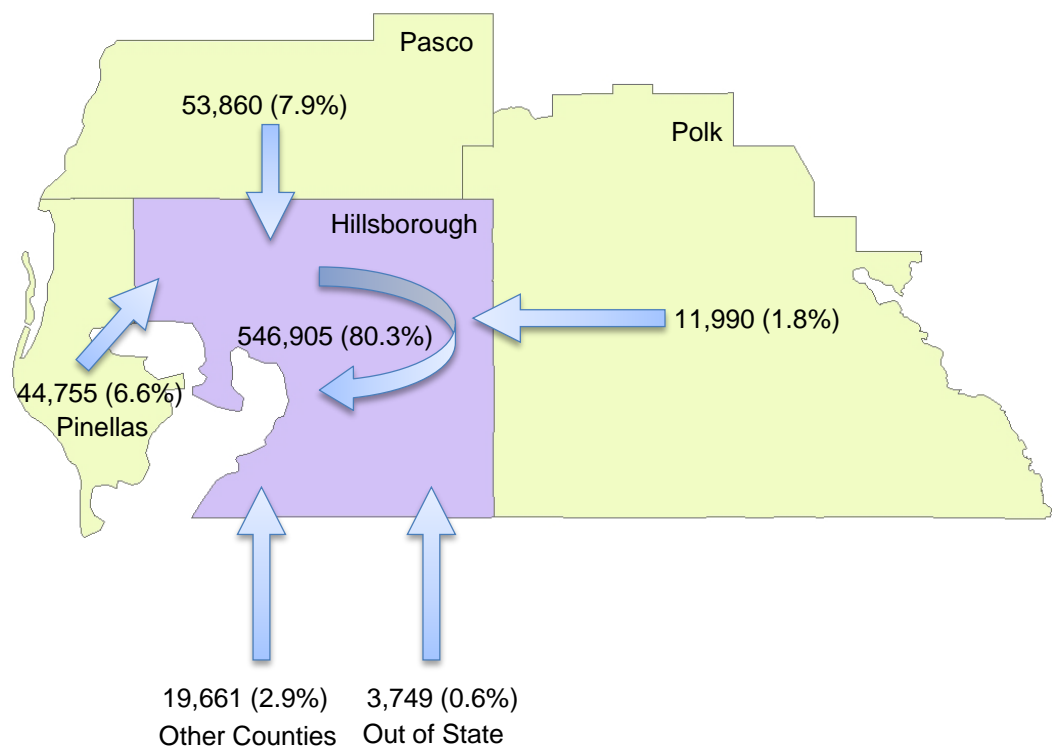 Pasco
53,860 (7.9%)
Polk
Hillsborough
11,990 (1.8%)
546,905 (80.3%)
44,755 (6.6%)
Pinellas
19,661 (2.9%)
Other Counties
3,749 (0.6%)
Out of State